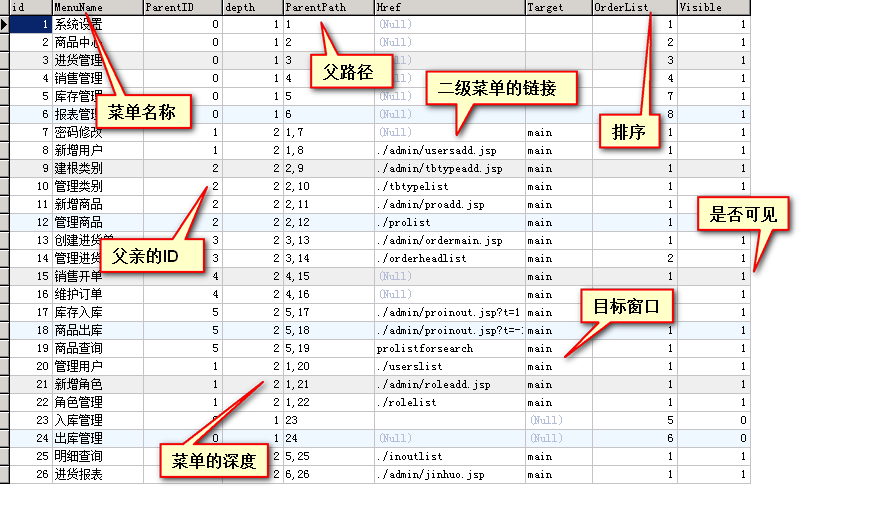 id MenuName ParentID depth ParentPath Href Target OrderList Visible
1 系统设置 0 1 1 (Null) 1 1
2 商品中心 0 1 2 (Null) 2 1
3 进货管理 0 1 3 (Null) 3 1
4 销售管理 0 1 4 (Null) 4 1
5 库存管理 0 1 5 (Null) 7 1
6 报表管理 0 1 6 (Null) 8 1
7 密码修改 1 2 1,7 (Null) main 1 1
8 新增用户 1 2 1,8 ./admin/usersadd.jsp main 1 1
9 建根类别 2 2 2,9 ./admin/tbtypeadd.jsp main 1 1
10 管理类别 2 2 2,10 ./tbtypelist main 1 1
11 新增商品 2 2 2,11 ./admin/proadd.jsp main 1 1
12 管理商品 2 2 2,12 ./prolist main 1 1
13 创建进货单 3 2 3,13 ./admin/ordermain.jsp main 1 1
14 管理进货 3 2 3,14 ./orderheadlist main 2 1
15 销售开单 4 2 4,15 (Null) main 1 1
16 维护订单 4 2 4,16 (Null) main 1
17 库存入库 5 2 5,17 ./admin/proinout.jsp?t=1 main 1
18 商品出库 5 2 5,18 ./admin/proinout.jsp?t=-1 main 1 1
19 商品查询 5 2 5,19 prolistforsearch main 1 1
20 管理用户 1 2 1,20 ./userslist main 1 1
21 新增角色 1 2 1,21 ./admin/roleadd.jsp main 1 1
22 角色管理 1 2 1,22 ./rolelist main 1 1
23 入库管理 1 23 (Null) 5 0
24 出库管理 0 1 24 (Null) (Null) 6 0
25 明细查询 2 5,25 ./inoutlist main 1 1
26 进货报表 2 6,26 ./admin/jinhuo.jsp main 1 1
父路径
二级菜单的链接
菜单名称
排序
是否可见
父亲的ID
目标窗口
菜单的深度